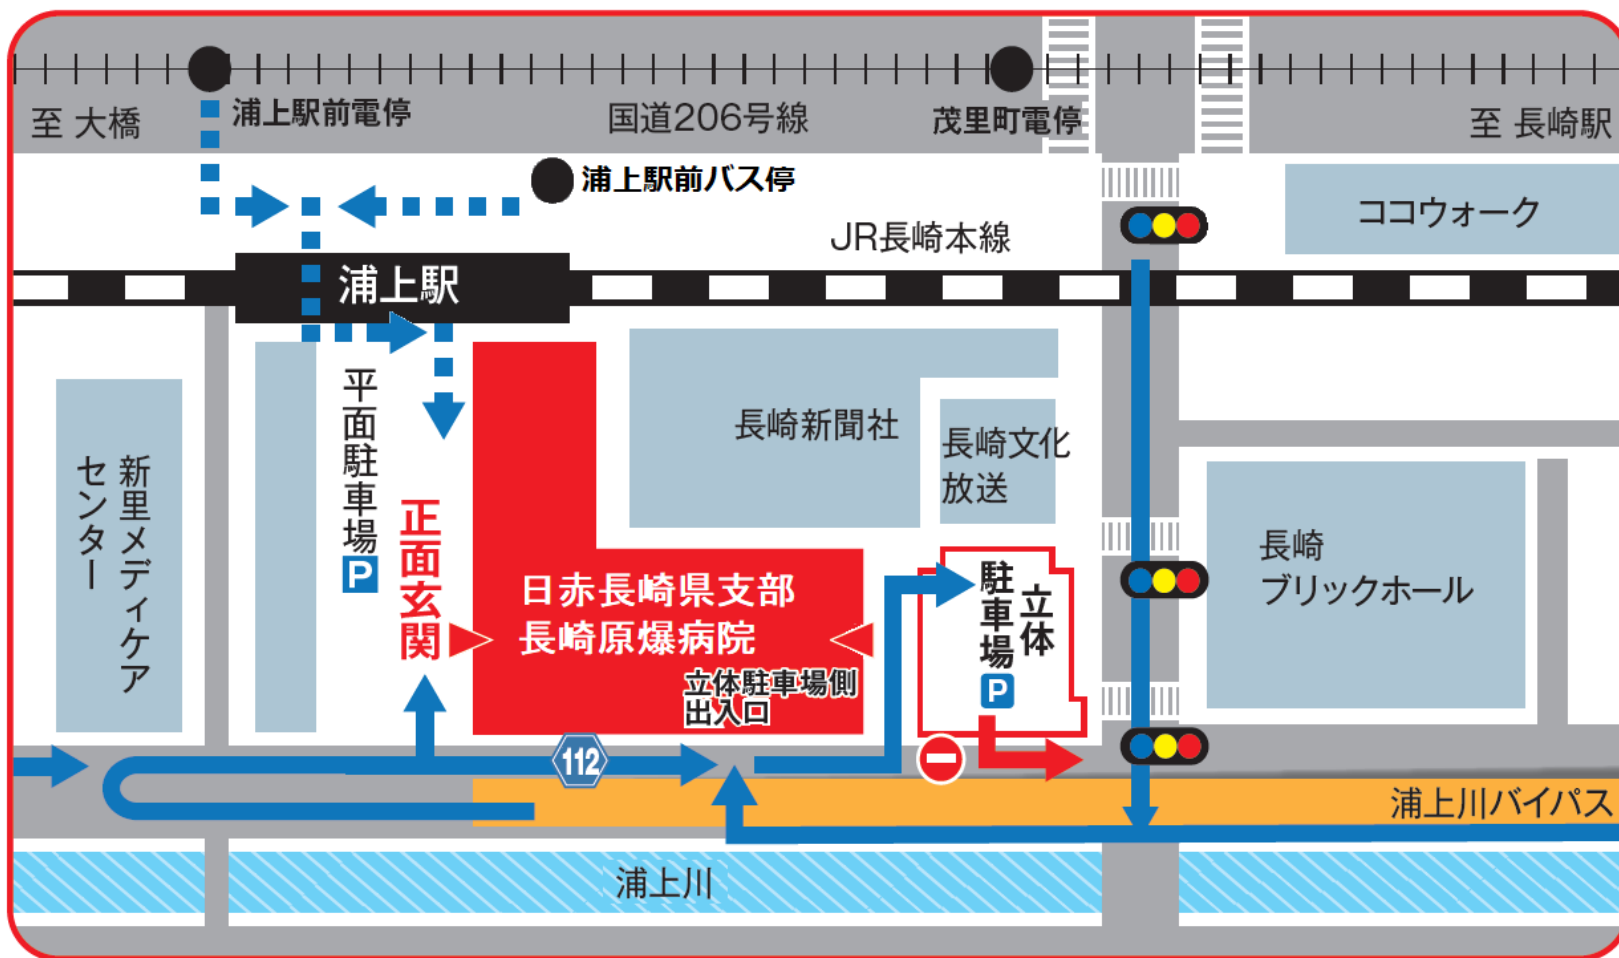 至 大橋
浦上駅前電停
国道206号線
茂里町電停
至 長崎駅
浦上駅前バス停
ココウォーク
JR長崎本線
浦上駅
平面駐車場
P
正面玄関
新里メディケア
センター
長崎新聞社
長崎文化
放送
日赤長崎県支部
長崎原爆病院
立体駐車場側
出入口
立体
駐車場
P
長崎
ブリックホール
112
浦上川バイパス
浦上川